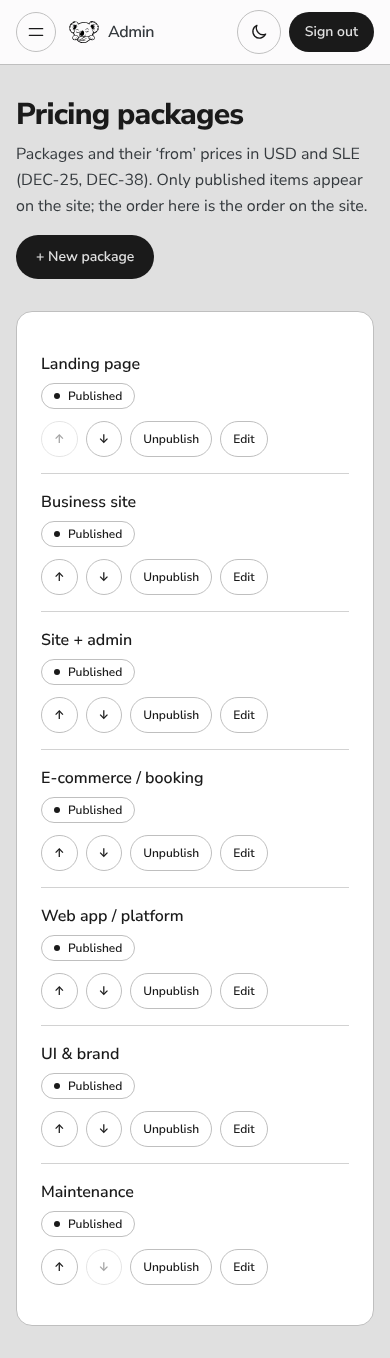 Admin
Sign out
Pricing packages
Packages and their ‘from’ prices in USD and SLE
(DEC-25, DEC-38). Only published items appear
on the site; the order here is the order on the site.
+ New package
Landing page
Published
↑ ↓ Unpublish Edit
Business site
Published
↑ ↓ Unpublish Edit
Site + admin
Published
↑ ↓ Unpublish Edit
E-commerce / booking
Published
↑ ↓ Unpublish Edit
Web app / platform
Published
↑ ↓ Unpublish Edit
UI & brand
Published
↑ ↓ Unpublish Edit
Maintenance
Published
↑ ↓ Unpublish Edit